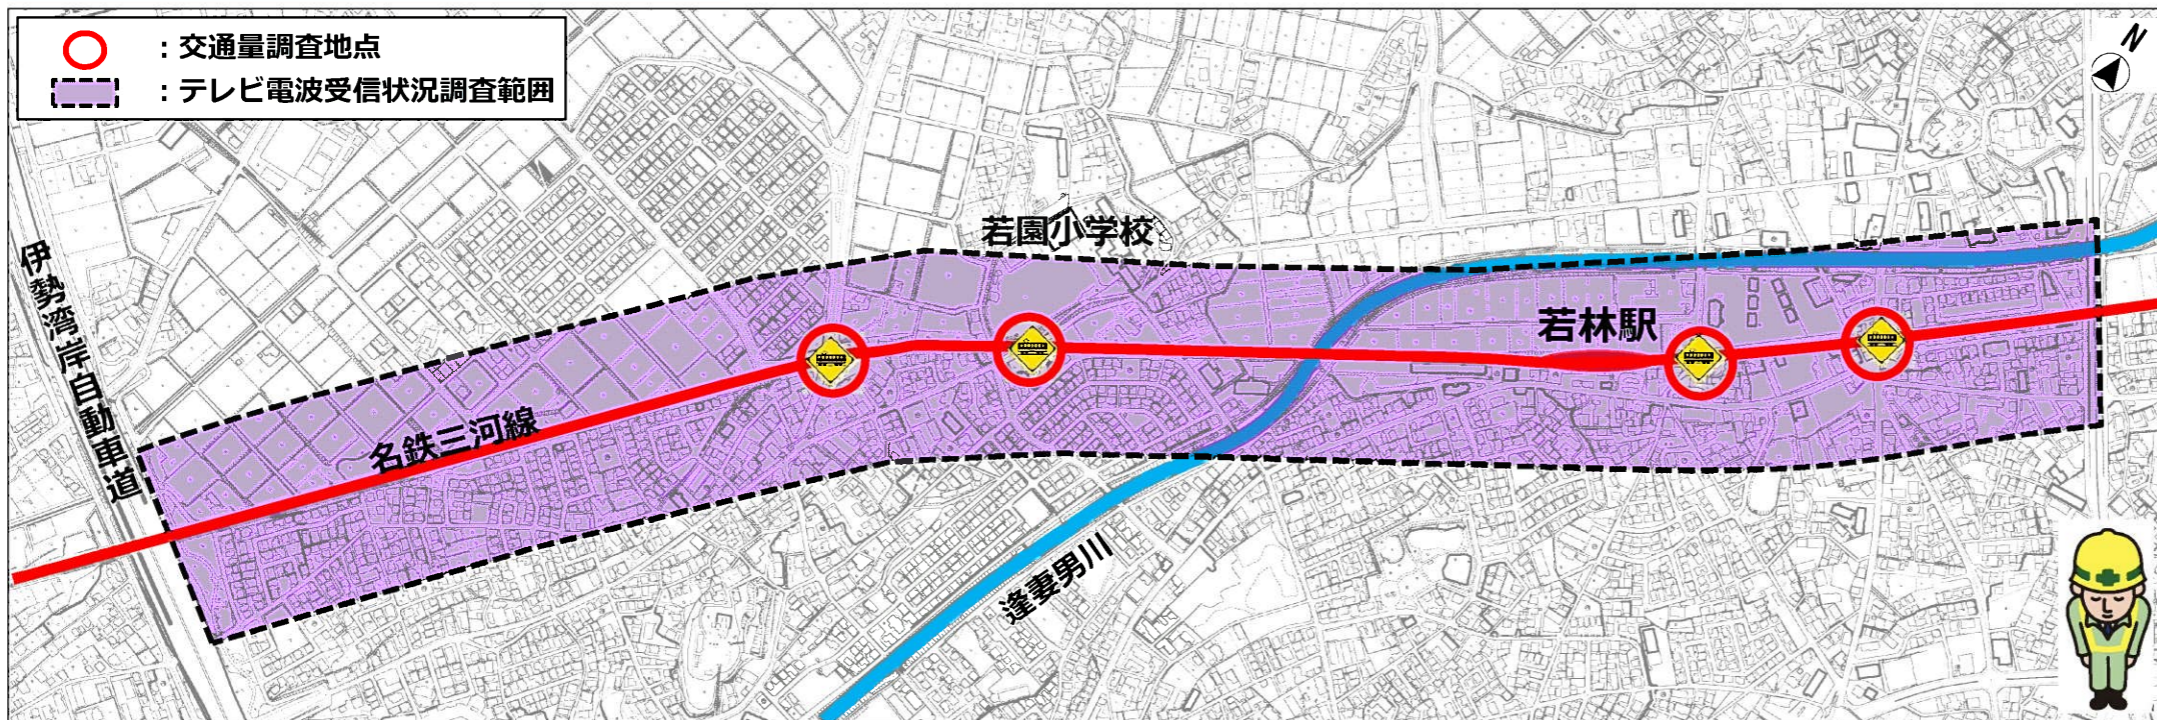 ：交通量調査地点
：テレビ電波受信状況調査範囲
N
若園小学校
伊勢湾岸自動車道
若林駅
名鉄三河線
逢妻男川